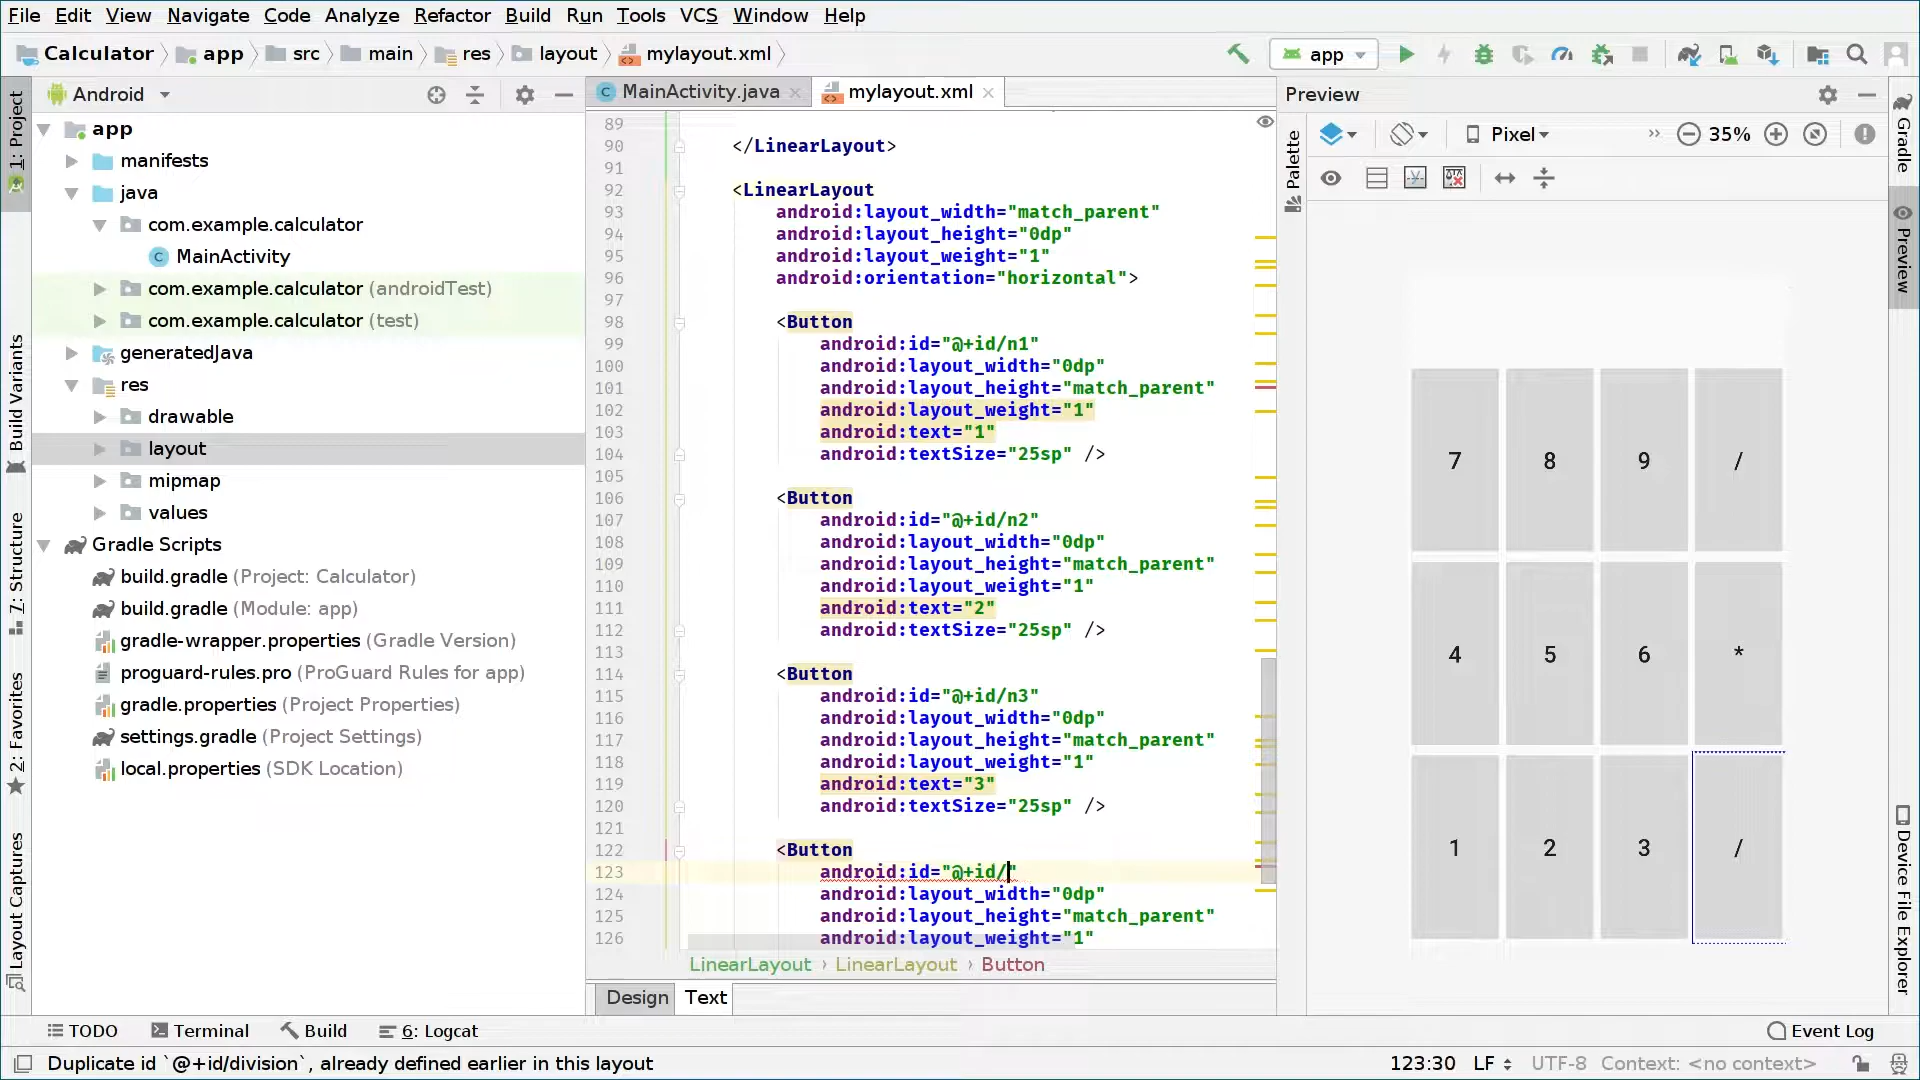 File Edit View Navigate Code Analyze Refactor Build Run Tools VCS Window Help
Calculator app src main res layout mylayout.xml
app
1: Project
Build Variants
7: Structure
2: Favorites
Layout Captures
Android
app
manifests
java
com.example.calculator
MainActivity
com.example.calculator (androidTest)
com.example.calculator (test)
generatedJava
res
drawable
layout
mipmap
values
Gradle Scripts
build.gradle (Project: Calculator)
build.gradle (Module: app)
gradle-wrapper.properties (Gradle Version)
proguard-rules.pro (ProGuard Rules for app)
gradle.properties (Project Properties)
settings.gradle (Project Settings)
local.properties (SDK Location)
MainActivity.java mylayout.xml
89
90 </LinearLayout>
91
92 <LinearLayout
93 android:layout_width="match_parent"
94 android:layout_height="0dp"
95 android:layout_weight="1"
96 android:orientation="horizontal">
97
98 <Button
99 android:id="@+id/n1"
100 android:layout_width="0dp"
101 android:layout_height="match_parent"
102 android:layout_weight="1"
103 android:text="1"
104 android:textSize="25sp" />
105
106 <Button
107 android:id="@+id/n2"
108 android:layout_width="0dp"
109 android:layout_height="match_parent"
110 android:layout_weight="1"
111 android:text="2"
112 android:textSize="25sp" />
113
114 <Button
115 android:id="@+id/n3"
116 android:layout_width="0dp"
117 android:layout_height="match_parent"
118 android:layout_weight="1"
119 android:text="3"
120 android:textSize="25sp" />
121
122 <Button
123 android:id="@+id/"
124 android:layout_width="0dp"
125 android:layout_height="match_parent"
126 android:layout_weight="1"
LinearLayout › LinearLayout › Button
Design Text
Preview
Palette
Pixel
35%
7 8 9 /
4 5 6 *
1 2 3 /
Gradle
Preview
Device File Explorer
TODO Terminal Build 6: Logcat Event Log
Duplicate id `@+id/division`, already defined earlier in this layout 123:30 LF UTF-8 Context: <no context>